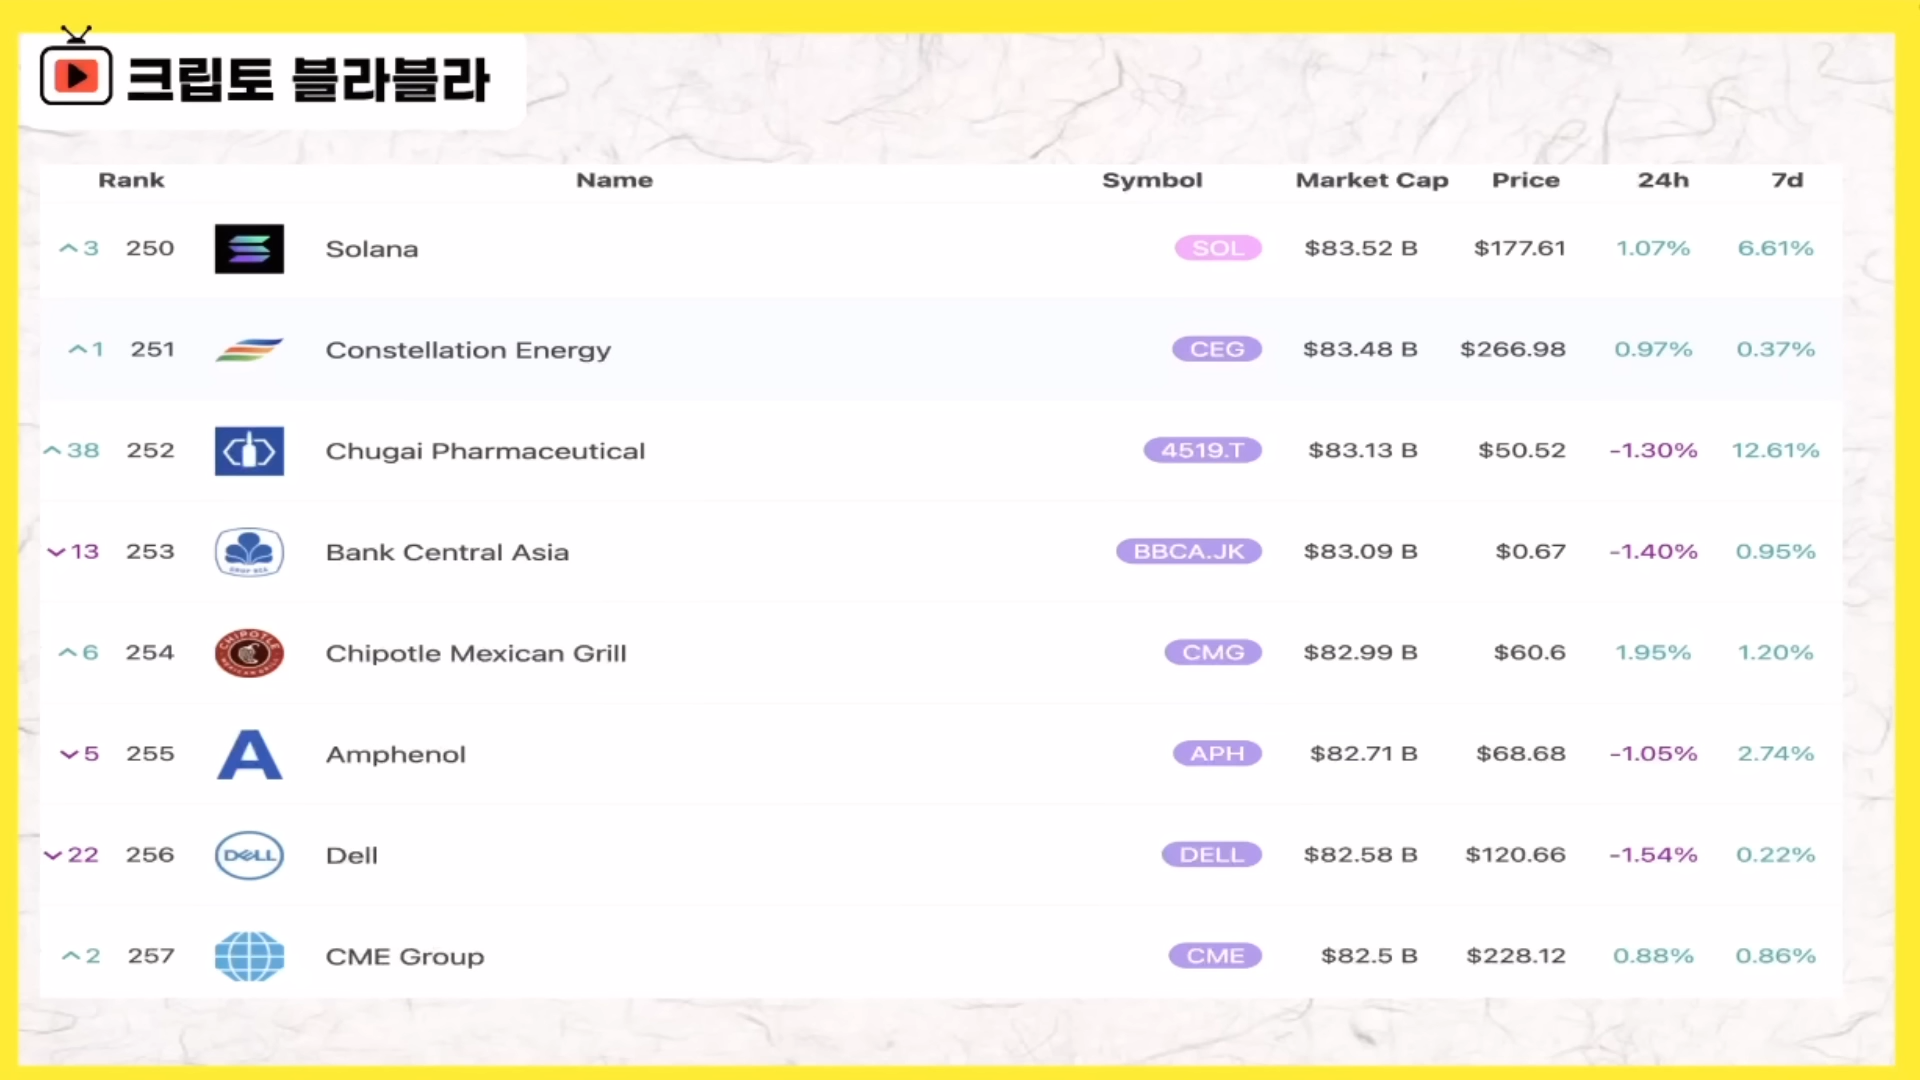 크립토 블라블라
Rank Name Symbol Market Cap Price 24h 7d
3 250 Solana SOL $83.52 B $177.61 1.07% 6.61%
1 251 Constellation Energy CEG $83.48 B $266.98 0.97% 0.37%
38 252 Chugai Pharmaceutical 4519.T $83.13 B $50.52 -1.30% 12.61%
13 253 Bank Central Asia BBCA.JK $83.09 B $0.67 -1.40% 0.95%
6 254 CHIPOTLE MEXICAN GRILL Chipotle Mexican Grill CMG $82.99 B $60.6 1.95% 1.20%
5 255 A Amphenol APH $82.71 B $68.68 -1.05% 2.74%
22 256 DELL Dell DELL $82.58 B $120.66 -1.54% 0.22%
2 257 CME Group CME $82.5 B $228.12 0.88% 0.86%